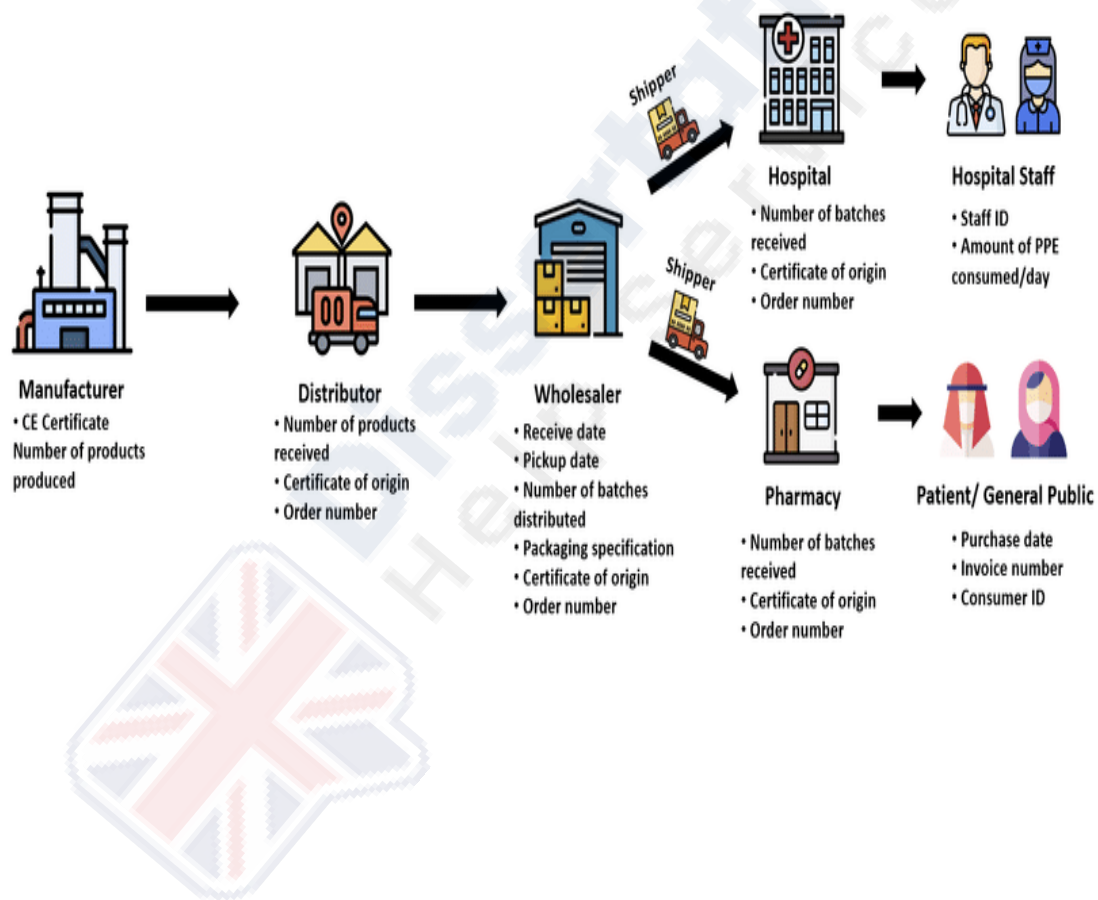 Manufacturer
• CE Certificate
Number of products
produced
Distributor
• Number of products
received
• Certificate of origin
• Order number
Wholesaler
• Receive date
• Pickup date
• Number of batches
distributed
• Packaging specification
• Certificate of origin
• Order number
Shipper
Shipper
Hospital
• Number of batches
received
• Certificate of origin
• Order number
Hospital Staff
• Staff ID
• Amount of PPE
consumed/day
Pharmacy
• Number of batches
received
• Certificate of origin
• Order number
Patient/ General Public
• Purchase date
• Invoice number
• Consumer ID
Help